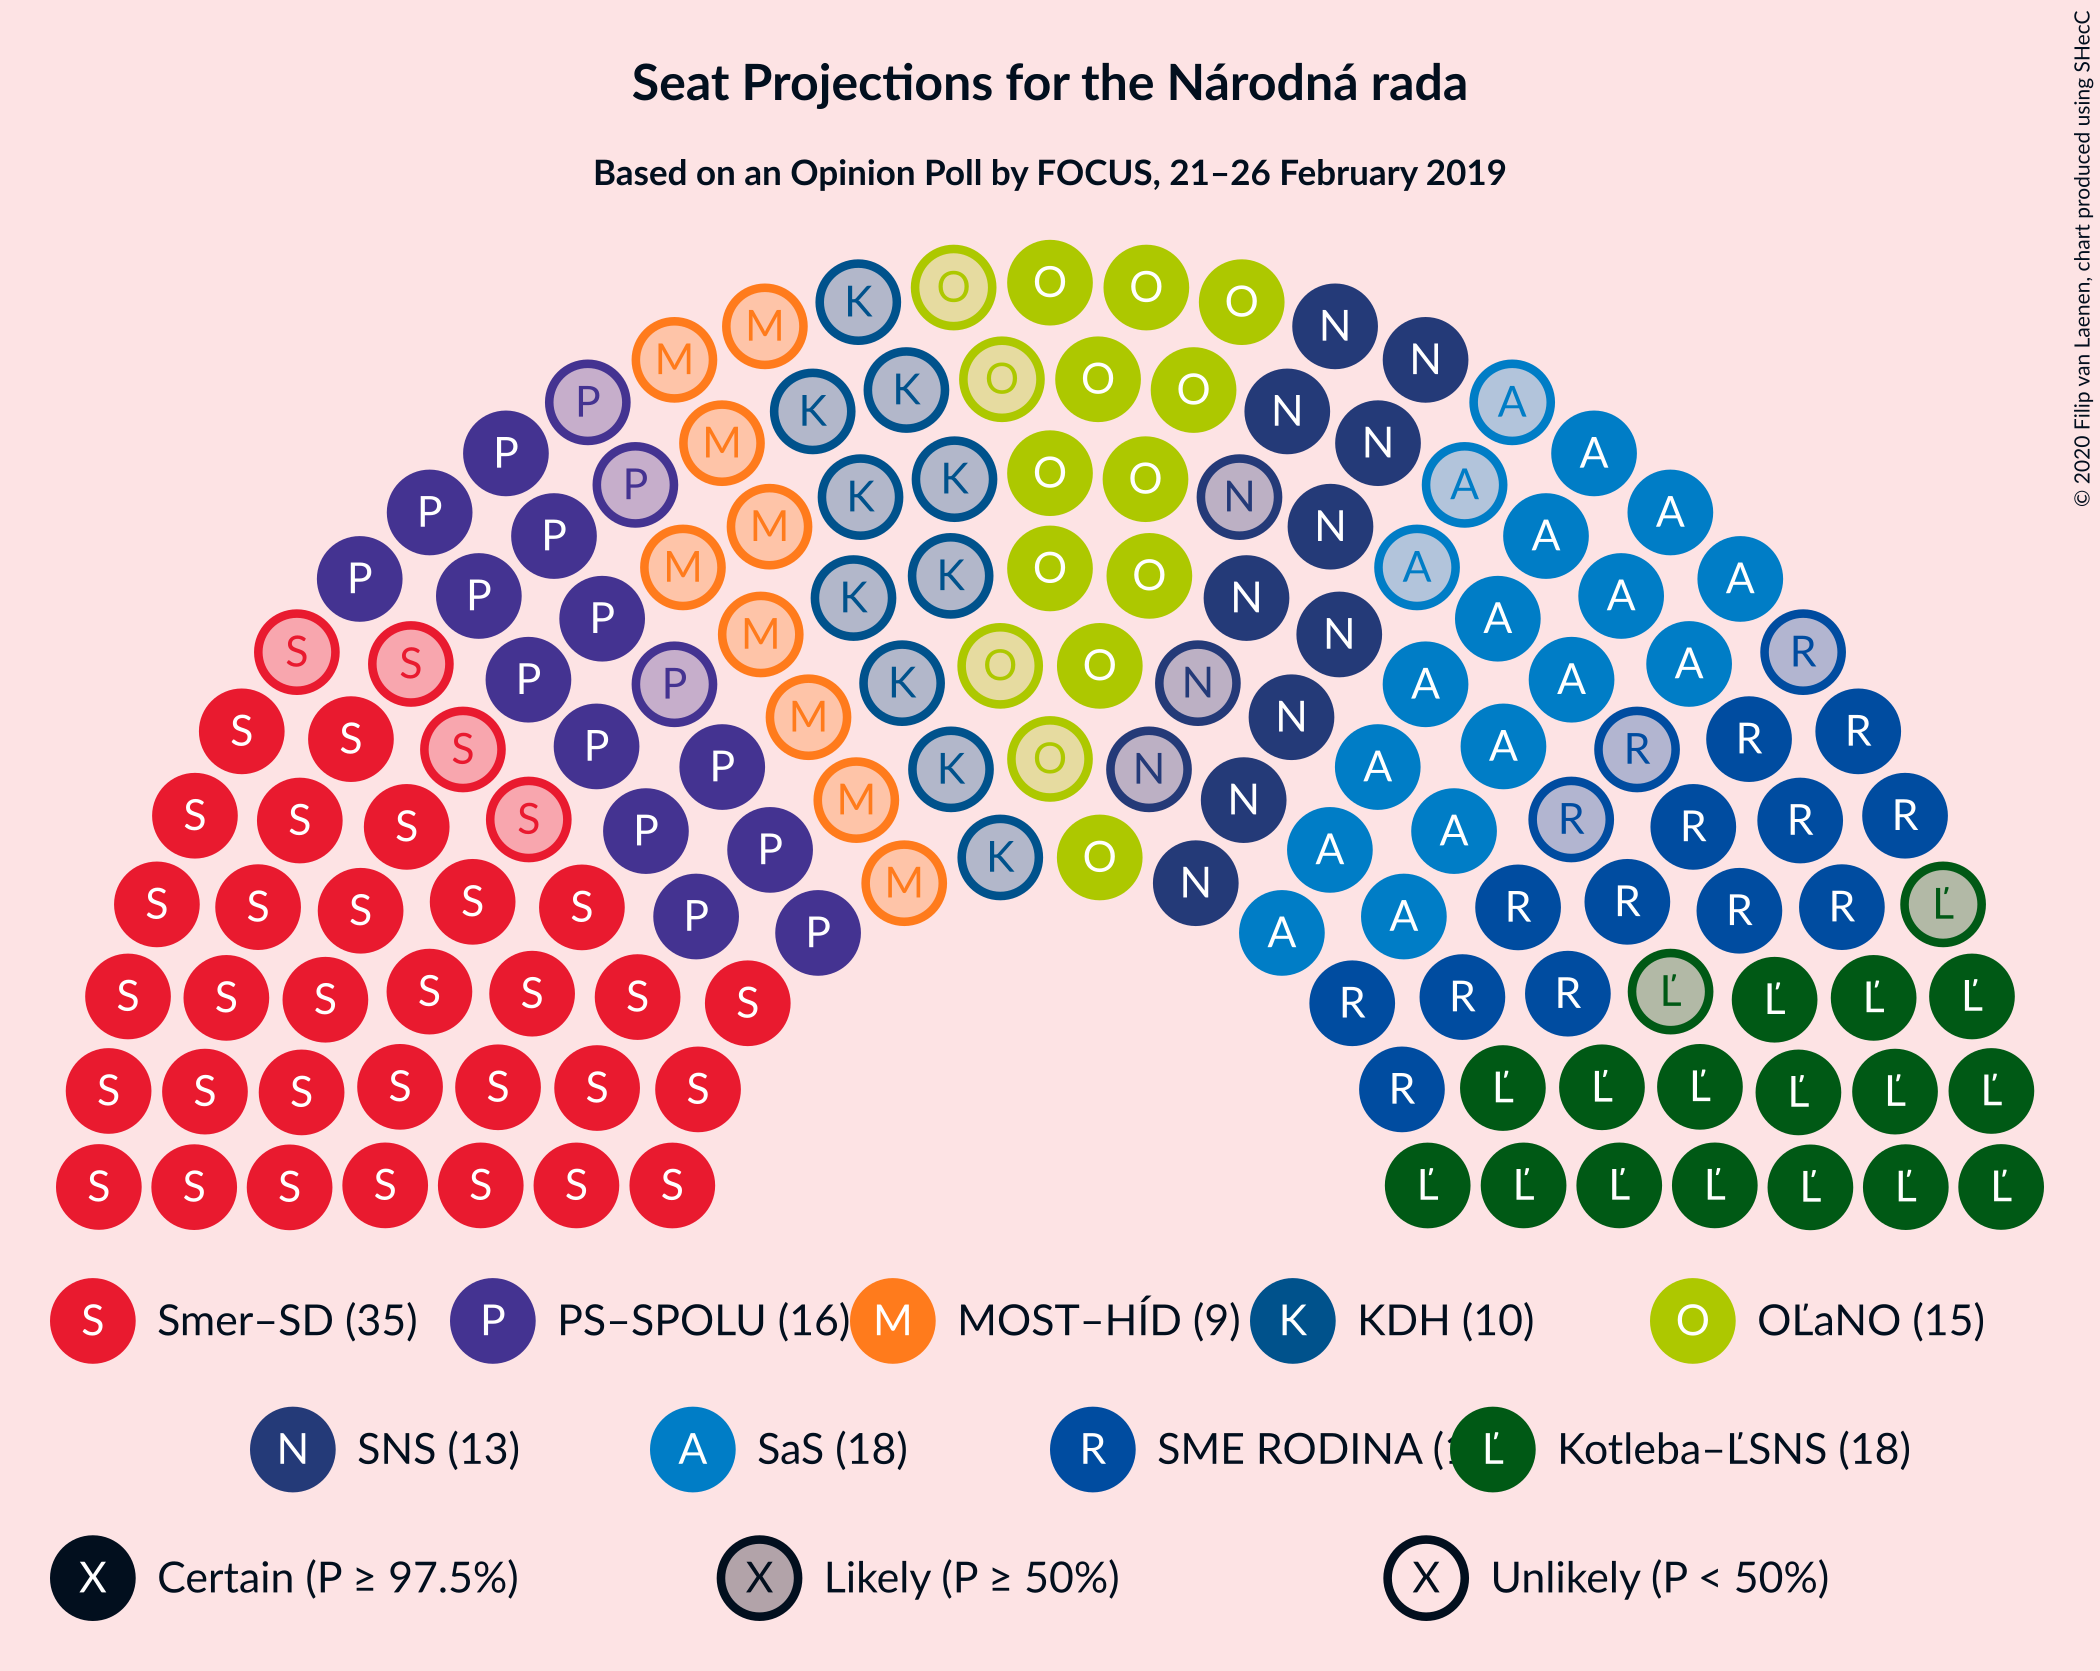 Seat Projections for the Národná rada
Based on an Opinion Poll by FOCUS, 21–26 February 2019
© 2020 Filip van Laenen, chart produced using SHecC
K O O O O N
M M N N
P M K K O O O N N A
P P M K K O O N N A A
P P P M M K K O O N N A A A
P P P P M K O O N N A A A A
S S P P P M K O N N A A A A R
S S S S P P M K O N A A A R R R R
S S S S S P P M N A A R R R R Ľ
S S S S S S S R R R Ľ Ľ Ľ Ľ
S S S S S S S R Ľ Ľ Ľ Ľ Ľ Ľ
S S S S S S S Ľ Ľ Ľ Ľ Ľ Ľ Ľ
S Smer–SD (35) P PS–SPOLU (16) M MOST–HÍD (9) K KDH (10) O OĽaNO (15)
N SNS (13) A SaS (18) R SME RODINA ( Ľ Kotleba–ĽSNS (18)
X Certain (P ≥ 97.5%) X Likely (P ≥ 50%) X Unlikely (P < 50%)